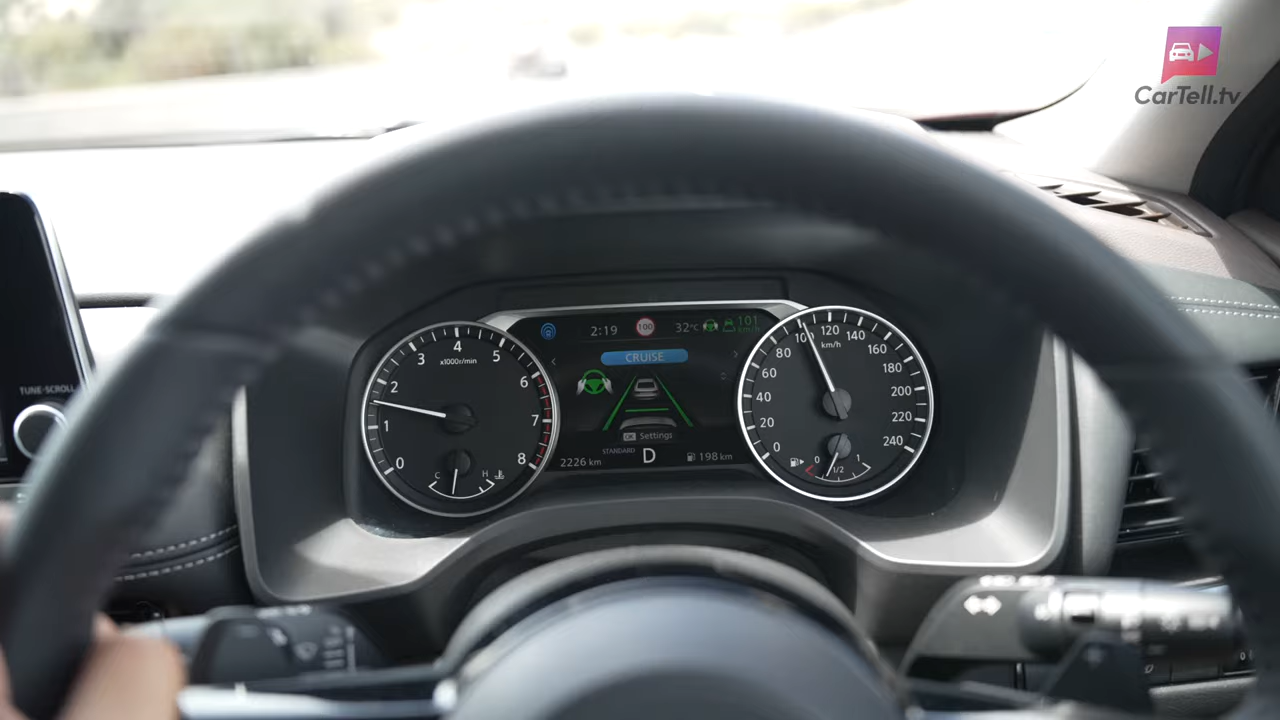 CarTell.tv
2:19
100
32°C
101
km/h
CRUISE
OK Settings
STANDARD
D
2226 km
198 km
0
1
2
3
4
5
6
7
8
x1000r/min
C
H
0
20
40
60
80
100
120
140
160
180
200
220
240
km/h
0
1/2
1
TUNE·SCROLL